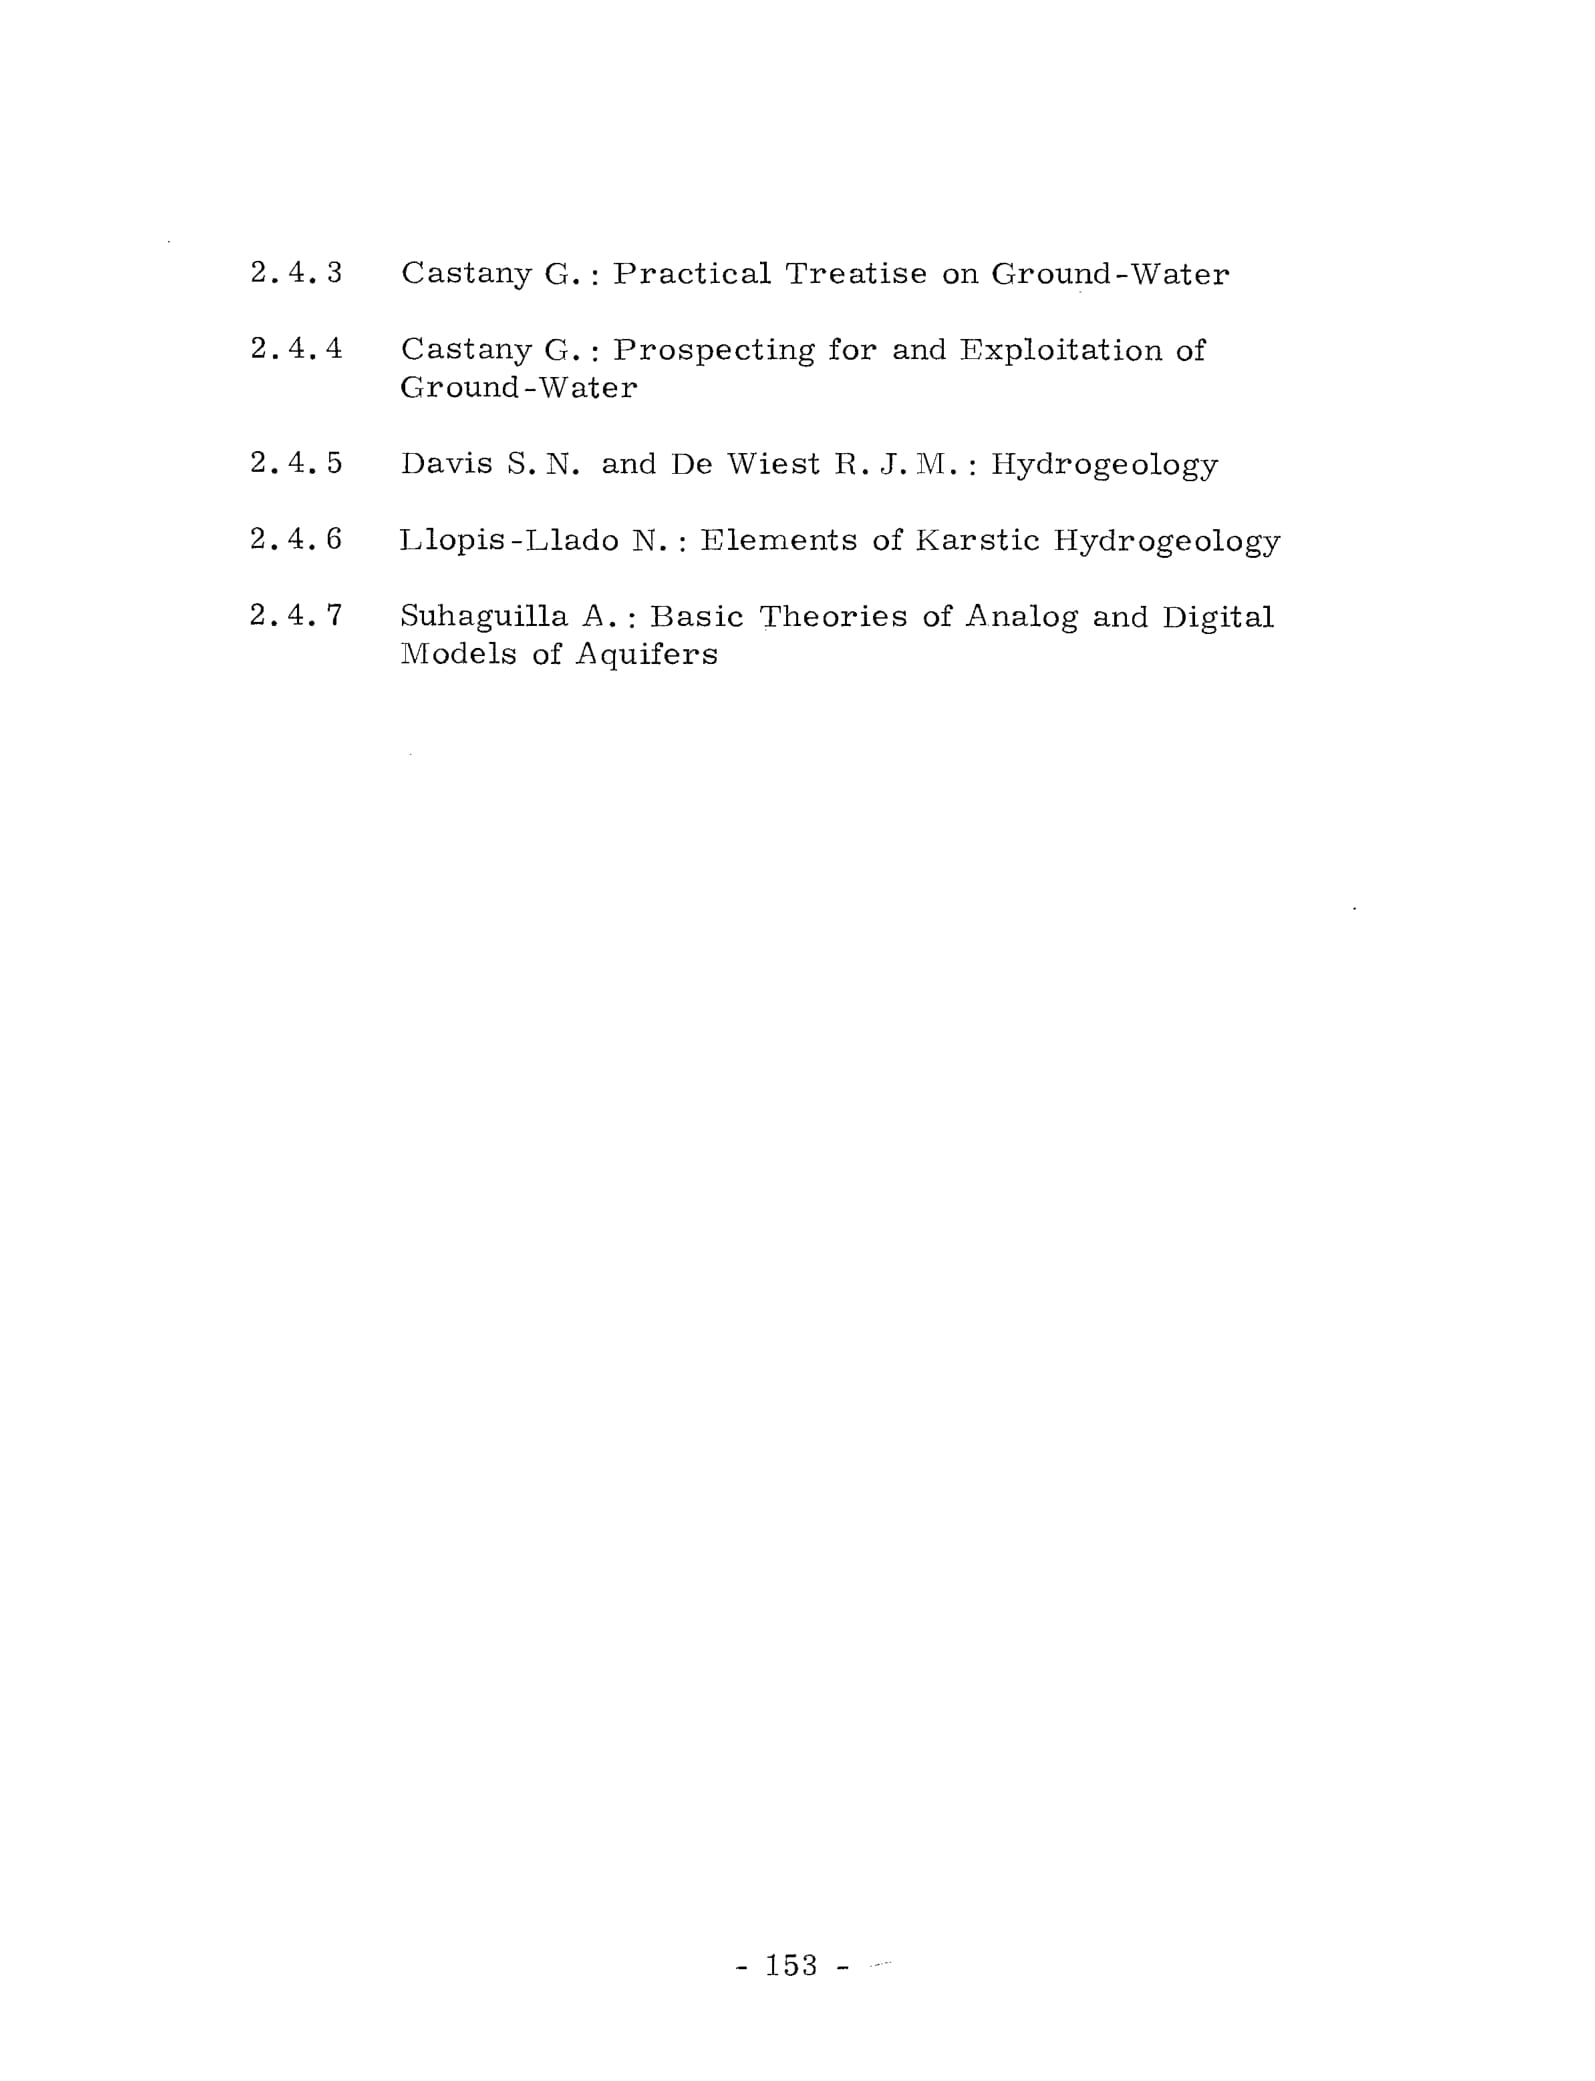 2.4.3 Castany G.: Practical Treatise on Ground-Water
2.4.4 Castany G.: Prospecting for and Exploitation of
Ground-Water
2.4.5 Davis S.N. and De Wiest R.J.M.: Hydrogeology
2.4.6 Llopis-Llado N.: Elements of Karstic Hydrogeology
2.4.7 Suhaguilla A.: Basic Theories of Analog and Digital
Models of Aquifers
- 153 -